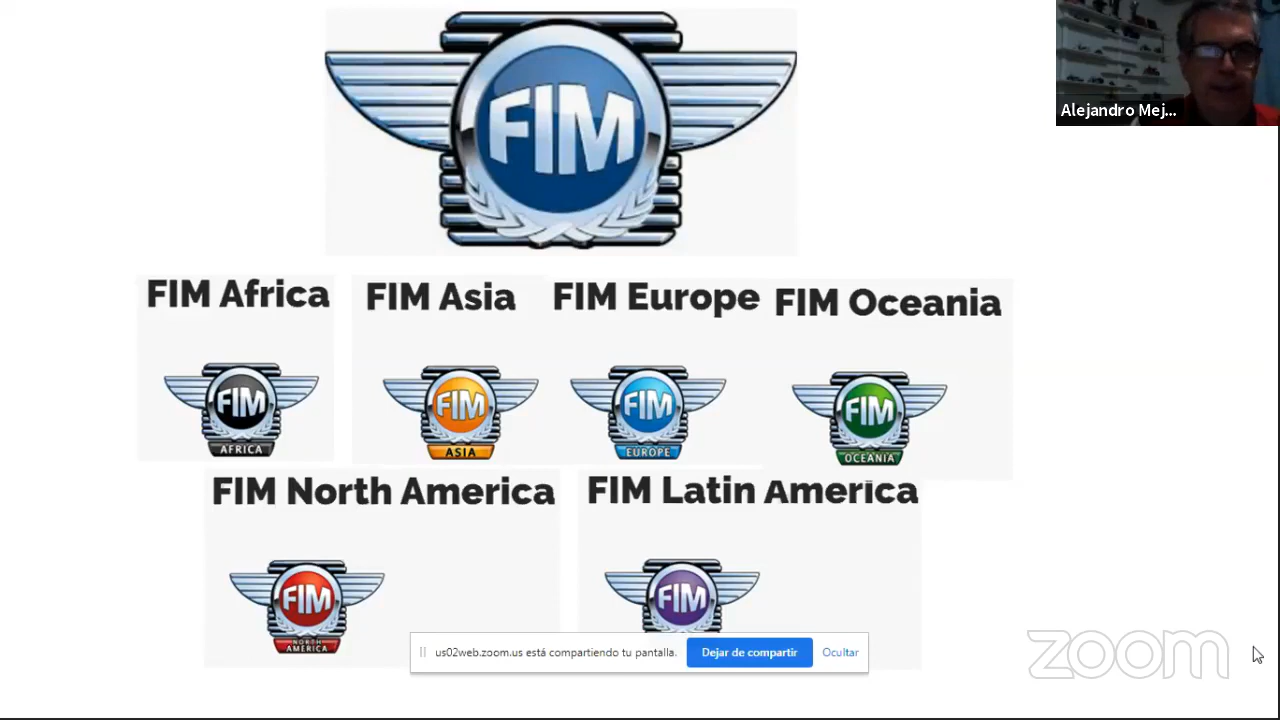 FIM
Alejandro Mej...
FIM Africa
FIM Asia
FIM Europe
FIM Oceania
FIM
AFRICA
FIM
ASIA
FIM
EUROPE
FIM
OCEANIA
FIM North America
FIM Latin America
FIM
NORTH
AMERICA
FIM
us02web.zoom.us está compartiendo tu pantalla.
Dejar de compartir
Ocultar
zoom